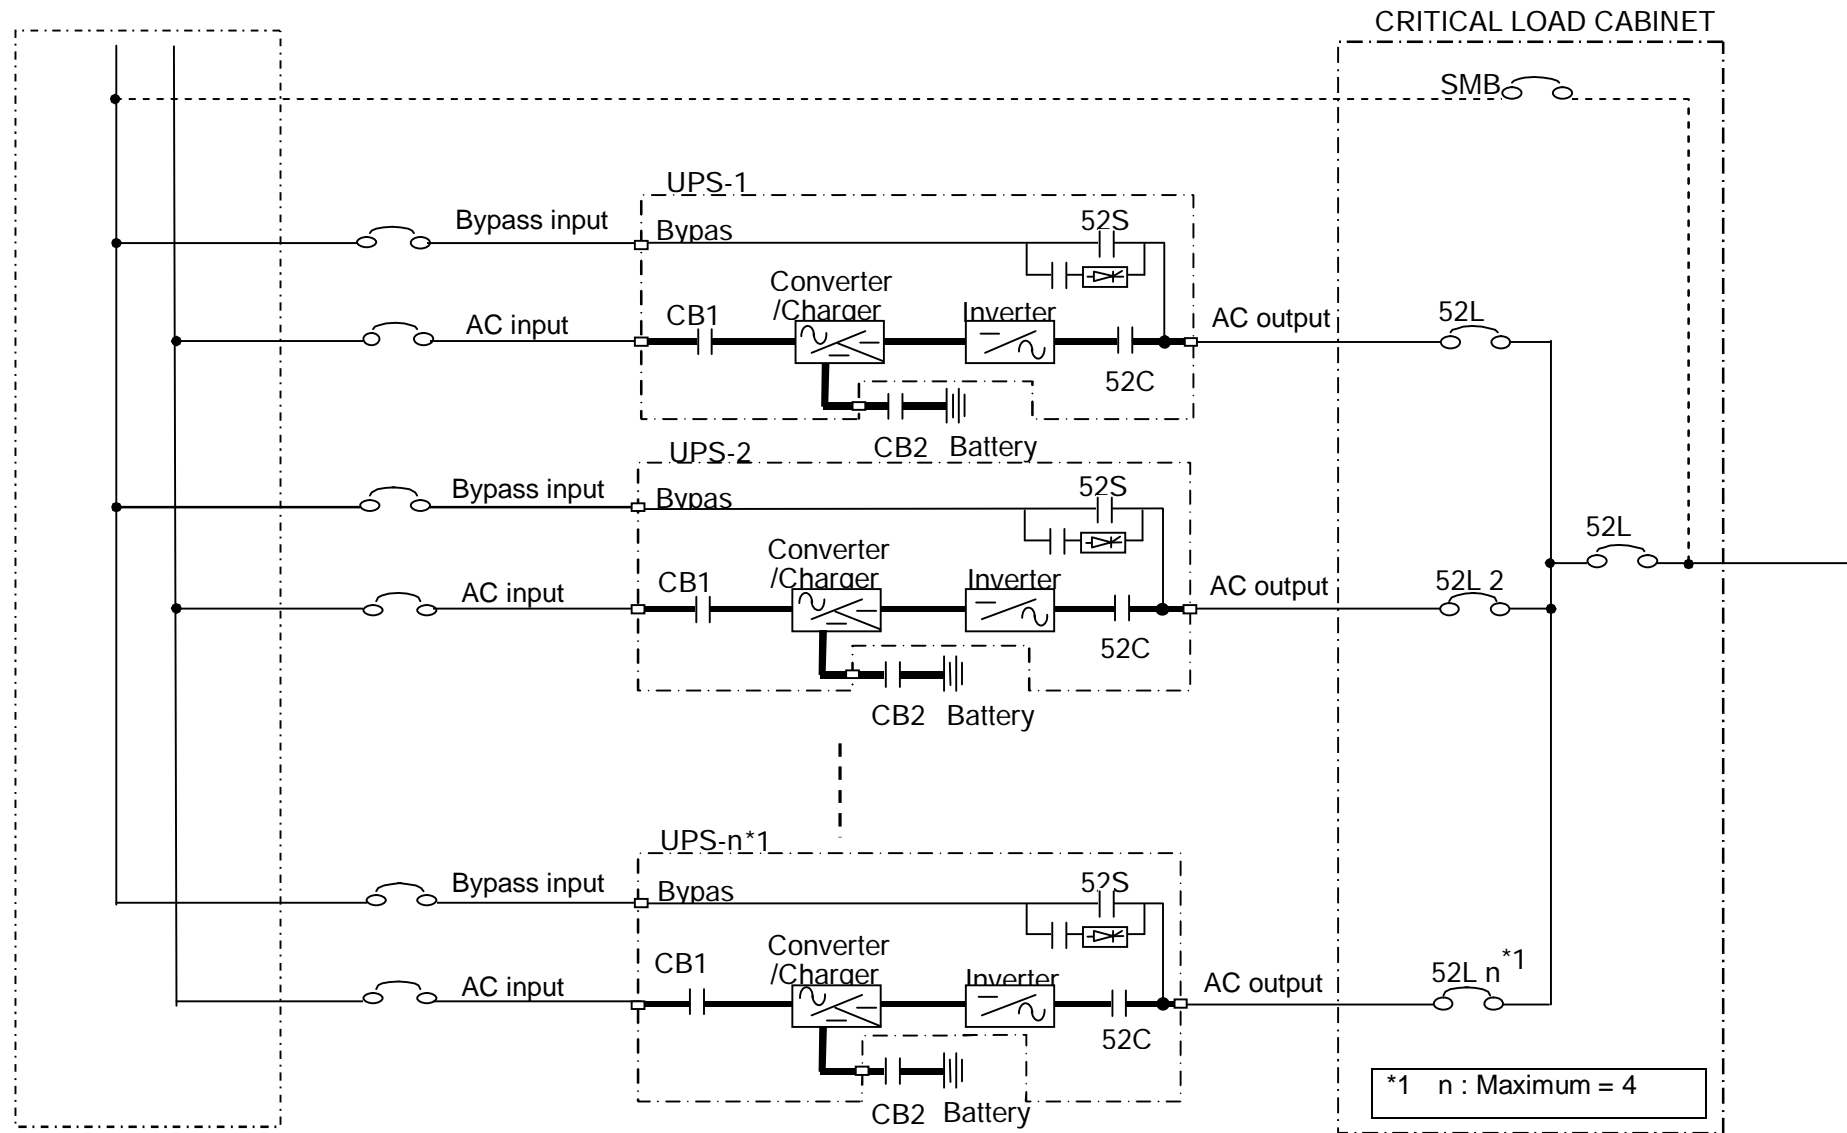 CRITICAL LOAD CABINET
SMB
UPS-1
Bypass input
Bypas
52S
Converter
/Charger
Inverter
CB1
AC input
AC output
52L
52C
CB2 Battery
UPS-2
Bypass input
Bypas
52S
Converter
/Charger
Inverter
CB1
AC input
AC output
52L 2
52L
52C
CB2 Battery
UPS-n*1
Bypass input
Bypas
52S
Converter
/Charger
Inverter
CB1
AC input
AC output
52L n*1
52C
CB2 Battery
*1 n : Maximum = 4